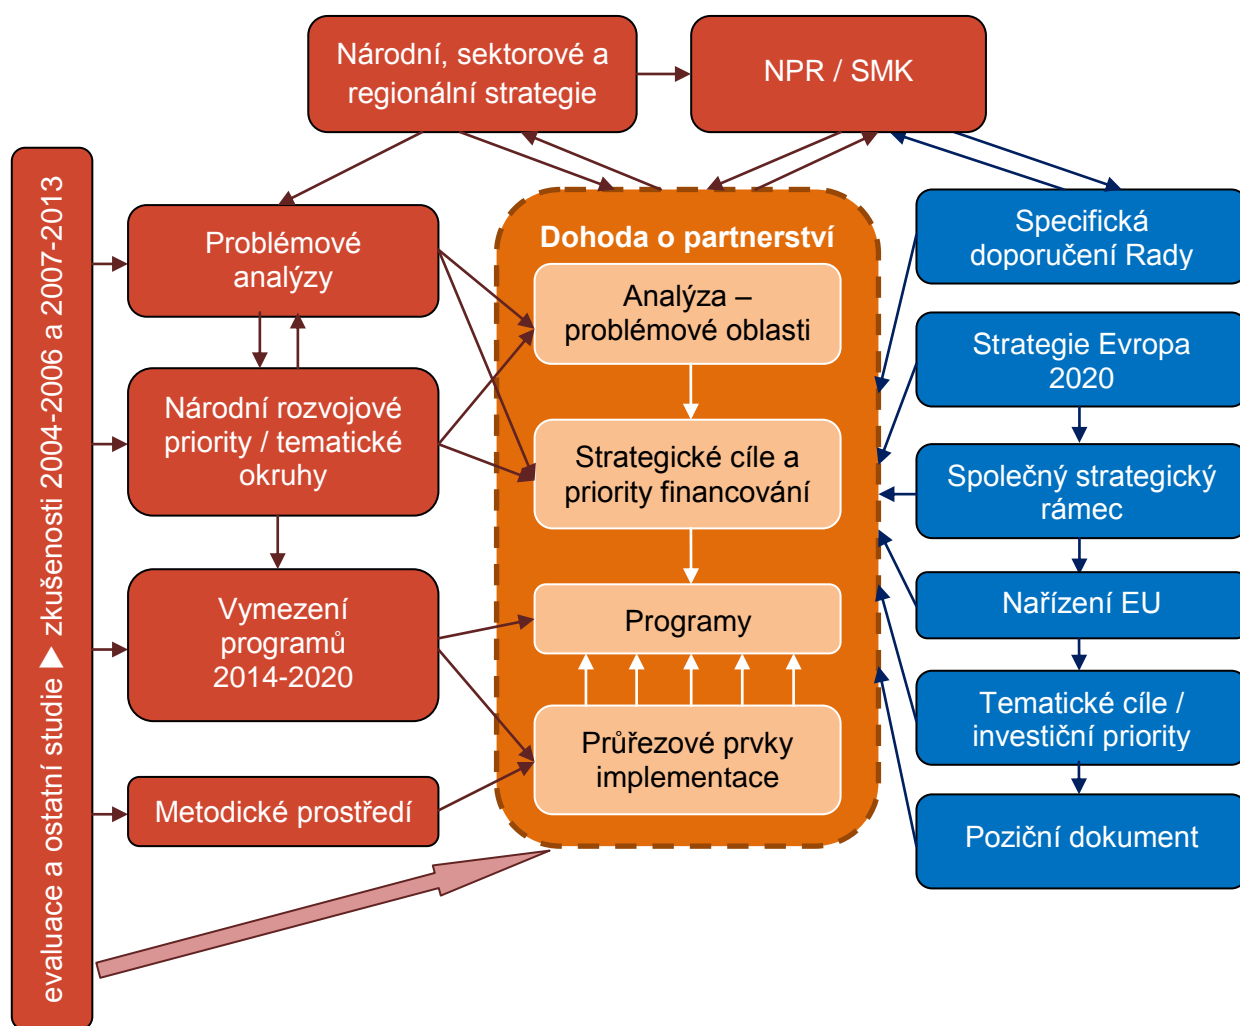 Národní, sektorové a
regionální strategie
NPR / SMK
evaluace a ostatní studie ▶ zkušenosti 2004-2006 a 2007-2013
Problémové
analýzy
Národní rozvojové
priority / tematické
okruhy
Vymezení
programů
2014-2020
Metodické prostředí
Dohoda o partnerství
Analýza –
problémové oblasti
Strategické cíle a
priority financování
Programy
Průřezové prvky
implementace
Specifická
doporučení Rady
Strategie Evropa
2020
Společný strategický
rámec
Nařízení EU
Tematické cíle /
investiční priority
Poziční dokument